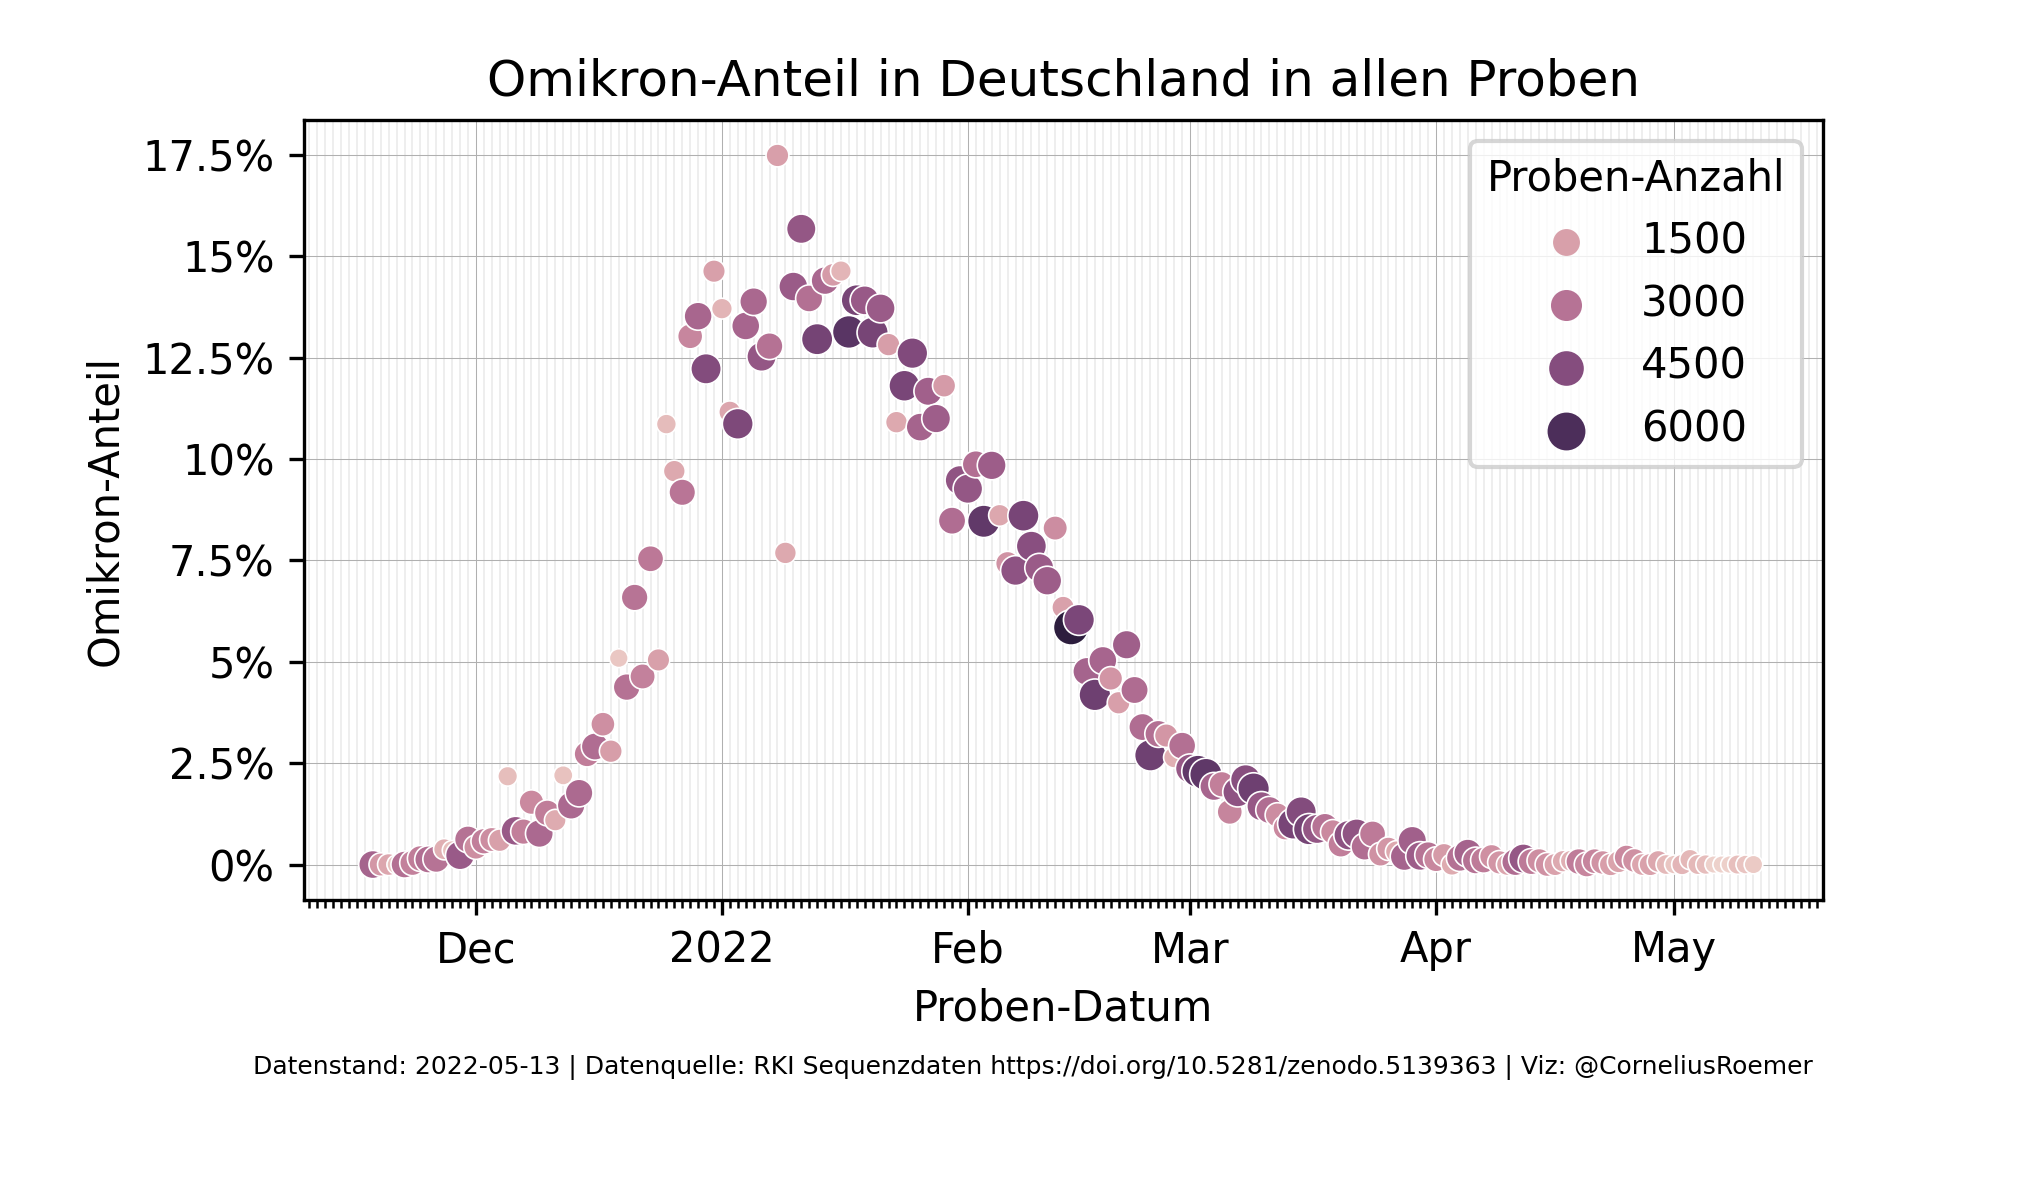 Omikron-Anteil in Deutschland in allen Proben
17.5%
15%
12.5%
10%
7.5%
5%
2.5%
0%
Omikron-Anteil
Proben-Anzahl
1500
3000
4500
6000
Dec 2022 Feb Mar Apr May
Proben-Datum
Datenstand: 2022-05-13 | Datenquelle: RKI Sequenzdaten https://doi.org/10.5281/zenodo.5139363 | Viz: @CorneliusRoemer